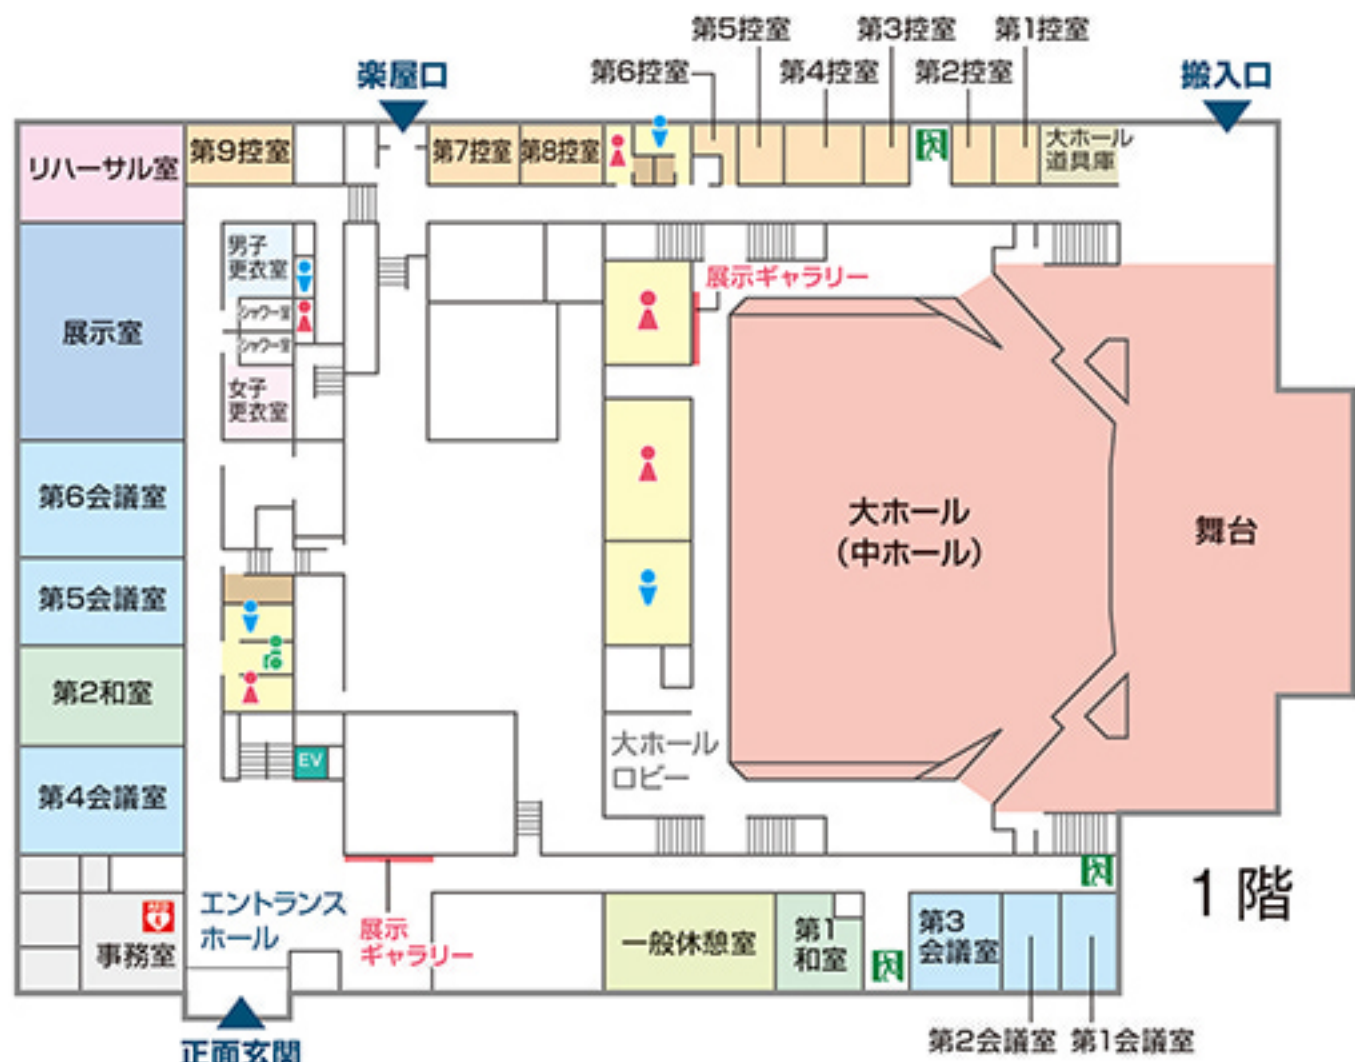 第5控室
第3控室
第1控室
楽屋口
第6控室
第4控室
第2控室
搬入口
リハーサル室
第9控室
第7控室
第8控室
大ホール
道具庫
男子
更衣室
展示ギャラリー
シャワー室
シャワー室
展示室
女子
更衣室
第6会議室
大ホール
(中ホール)
舞台
第5会議室
第2和室
大ホール
ロビー
EV
第4会議室
1階
エントランス
ホール
AED
事務室
展示
ギャラリー
一般休憩室
第1
和室
第3
会議室
第2会議室
第1会議室
正面玄関